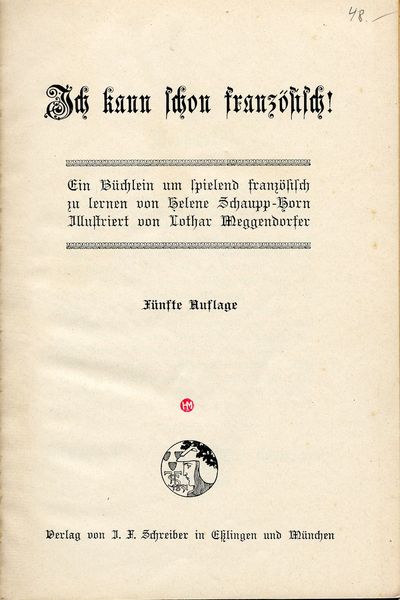 48.—
Ich kann schon französisch!
Ein Büchlein um spielend französisch
zu lernen von Helene Schaupp-Horn
Illustriert von Lothar Meggendorfer
Fünfte Auflage
HM
Verlag von J. F. Schreiber in Eßlingen und München